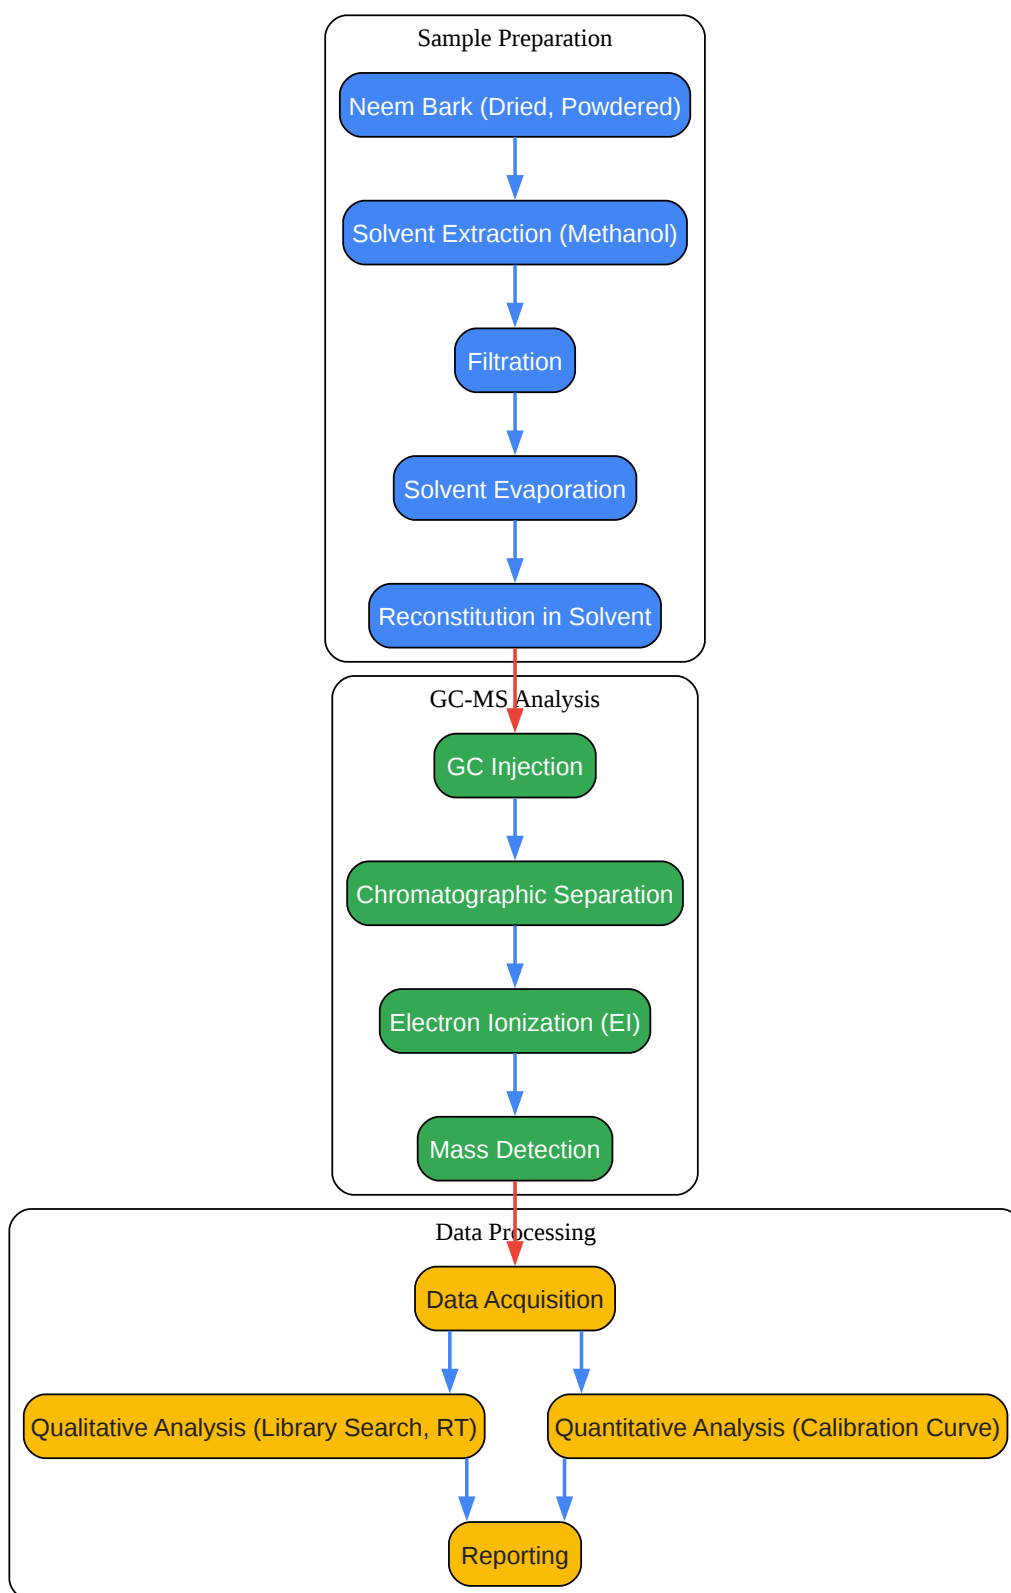 Sample Preparation
Neem Bark (Dried, Powdered)
Solvent Extraction (Methanol)
Filtration
Solvent Evaporation
Reconstitution in Solvent
GC-MS Analysis
GC Injection
Chromatographic Separation
Electron Ionization (EI)
Mass Detection
Data Processing
Data Acquisition
Qualitative Analysis (Library Search, RT)
Quantitative Analysis (Calibration Curve)
Reporting